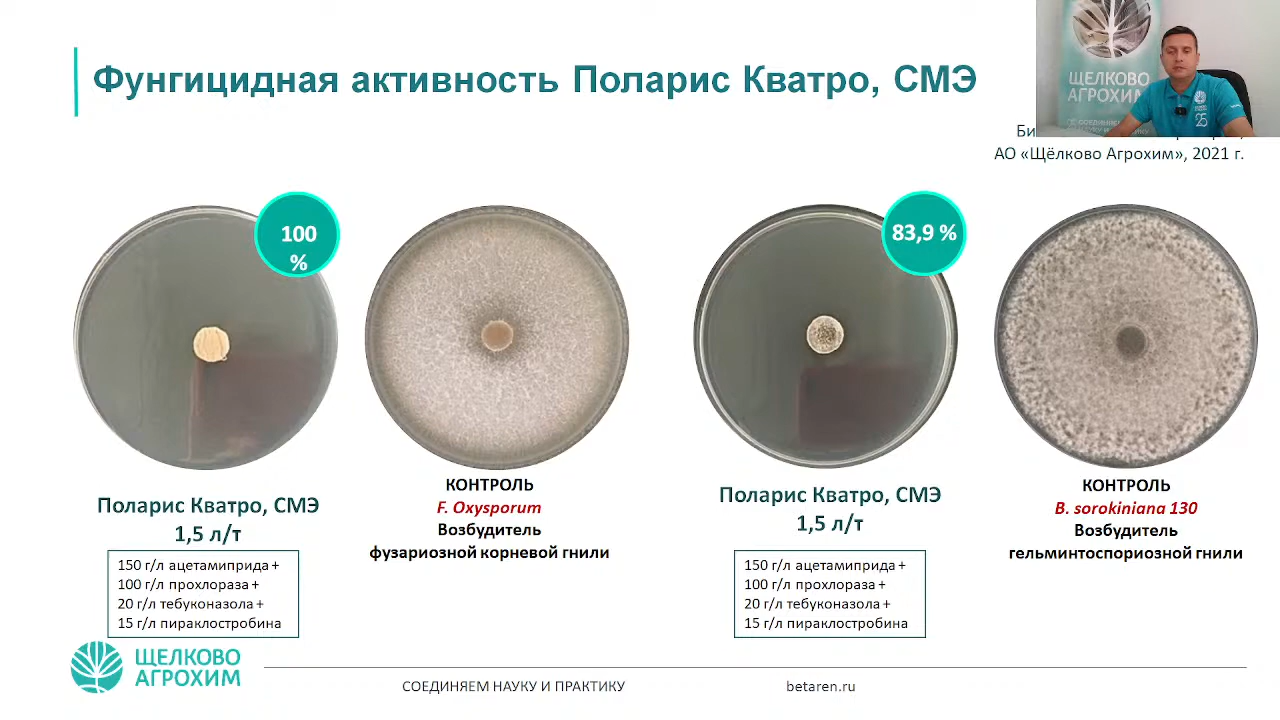 Фунгицидная активность Поларис Кватро, СМЭ
ЩЕЛКОВО
АГРОХИМ
АО «Щёлково Агрохим», 2021 г.
100
%
83,9 %
Поларис Кватро, СМЭ
1,5 л/т
150 г/л ацетамиприда +
100 г/л прохлораза +
20 г/л тебуконазола +
15 г/л пираклостробина
КОНТРОЛЬ
F. Oxysporum
Возбудитель
фузариозной корневой гнили
Поларис Кватро, СМЭ
1,5 л/т
150 г/л ацетамиприда +
100 г/л прохлораза +
20 г/л тебуконазола +
15 г/л пираклостробина
КОНТРОЛЬ
B. sorokiniana 130
Возбудитель
гельминтоспориозной гнили
ЩЕЛКОВО
АГРОХИМ
СОЕДИНЯЕМ НАУКУ И ПРАКТИКУ
betaren.ru